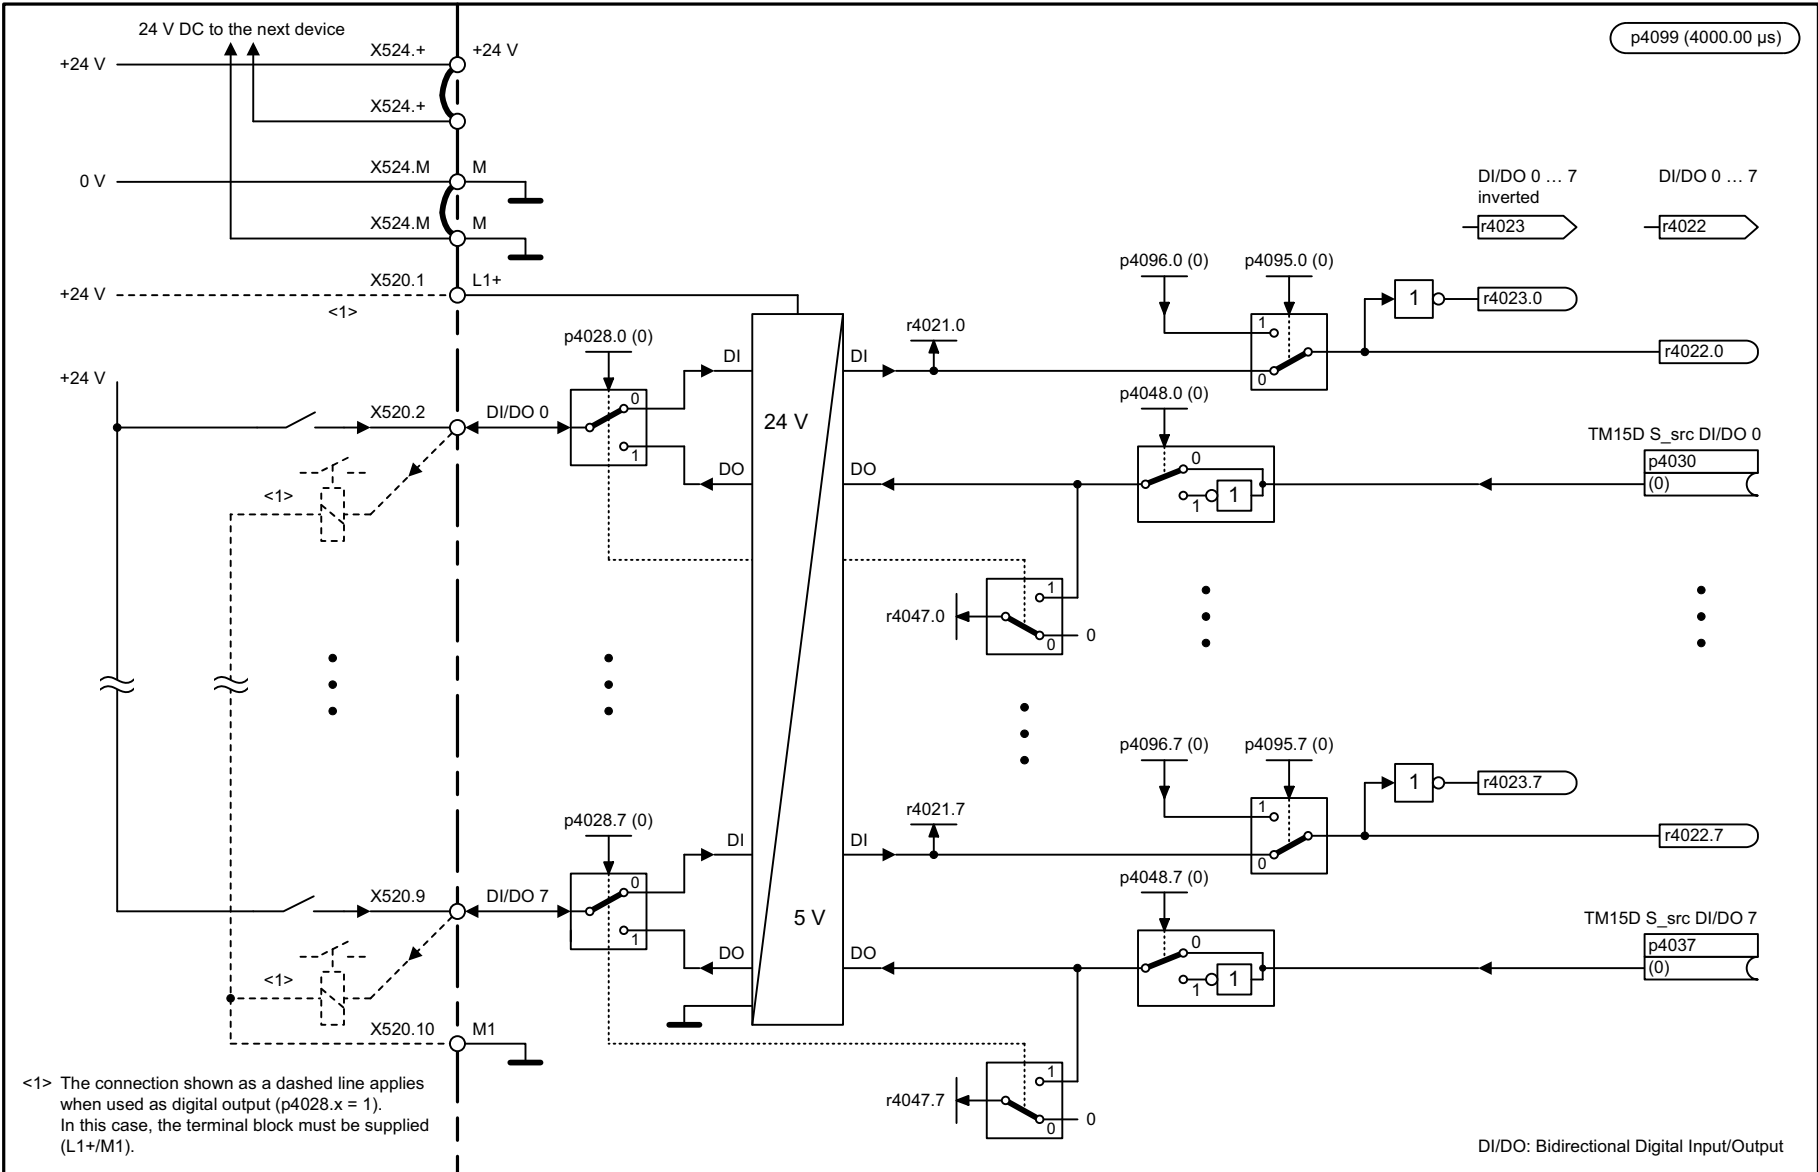 24 V DC to the next device
p4099 (4000.00 µs)
X524.+
+24 V
+24 V
X524.+
X524.M
M
0 V
X524.M
M
DI/DO 0 … 7
inverted
DI/DO 0 … 7
r4023
r4022
X520.1
L1+
+24 V
<1>
p4096.0 (0)
p4095.0 (0)
1
0
1
r4023.0
r4022.0
p4028.0 (0)
DI
DI
r4021.0
+24 V
X520.2
DI/DO 0
0
1
24 V
p4048.0 (0)
DO
DO
0
1
1
TM15D S_src DI/DO 0
p4030
(0)
<1>
r4047.0
1
0
0
p4096.7 (0)
p4095.7 (0)
1
0
1
r4023.7
r4022.7
p4028.7 (0)
DI
DI
r4021.7
X520.9
DI/DO 7
0
1
5 V
p4048.7 (0)
DO
DO
0
1
1
TM15D S_src DI/DO 7
p4037
(0)
<1>
X520.10
M1
r4047.7
1
0
0
<1> The connection shown as a dashed line applies
when used as digital output (p4028.x = 1).
In this case, the terminal block must be supplied
(L1+/M1).
DI/DO: Bidirectional Digital Input/Output